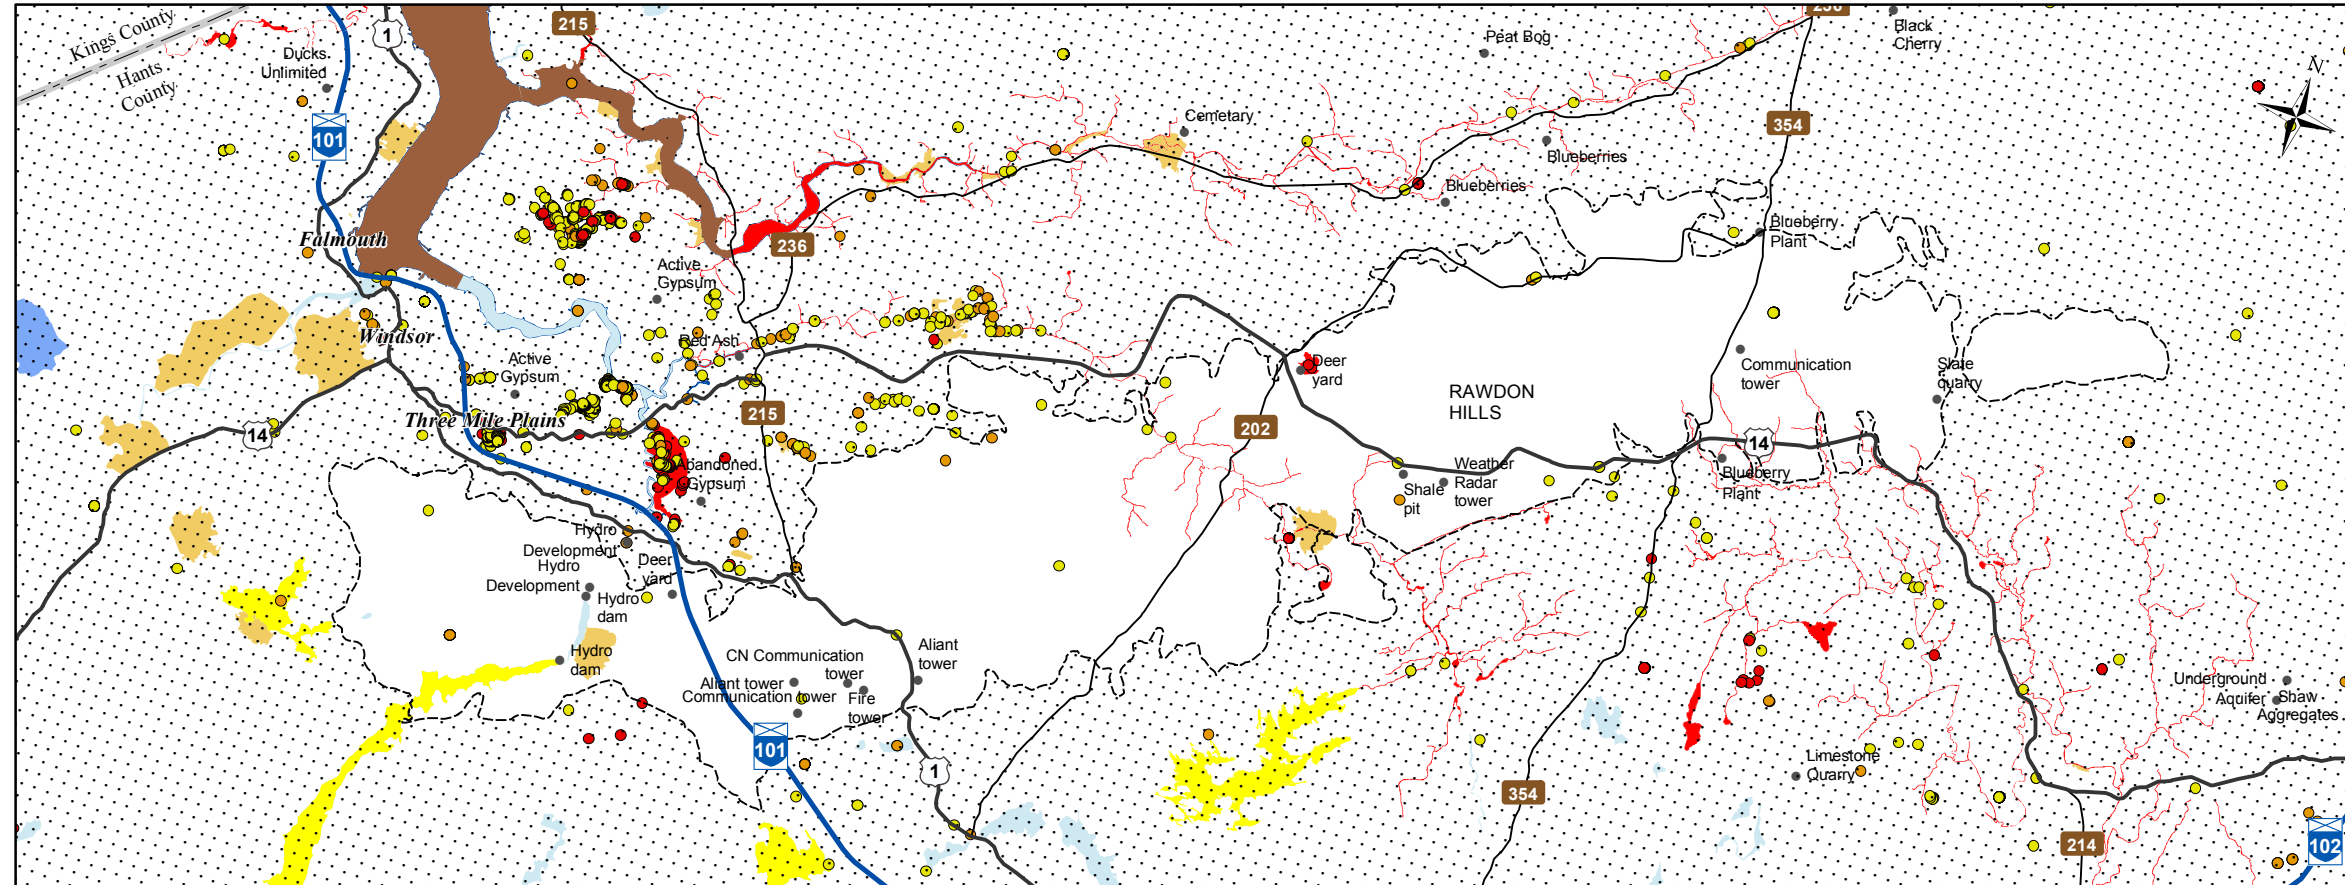 Kings County
Hants
County
Ducks
Unlimited
1
215
101
Peat Bog
236
Black
Cherry
N
354
Cemetary
Blueberries
Blueberries
Blueberry
Plant
Falmouth
236
Active
Gypsum
Windsor
Red Ash
Active
Gypsum
Three Mile Plains
14
215
Abandoned
Gypsum
Deer
yard
RAWDON
HILLS
202
Communication
tower
Slate
quarry
14
Weather
Radar
tower
Shale
pit
Blueberry
Plant
Hydro
Development
Hydro
Development
Deer
yard
Hydro
dam
Hydro
dam
CN Communication
tower
Aliant
tower
Aliant tower
Communication tower
Fire
tower
101
1
354
Limestone
Quarry
Underground
Aquifer
Shaw
Aggregates
214
102